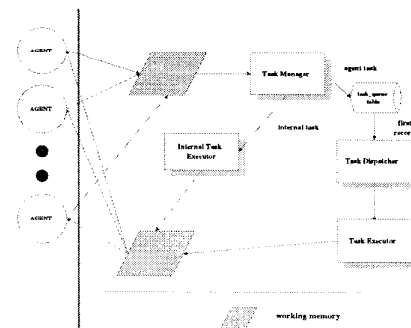 AGENT
AGENT
AGENT
Task Manager
agent task
task_queue
table
internal task
first
recor
Internal Task
Executor
Task Dispatcher
Task Executor
working memory